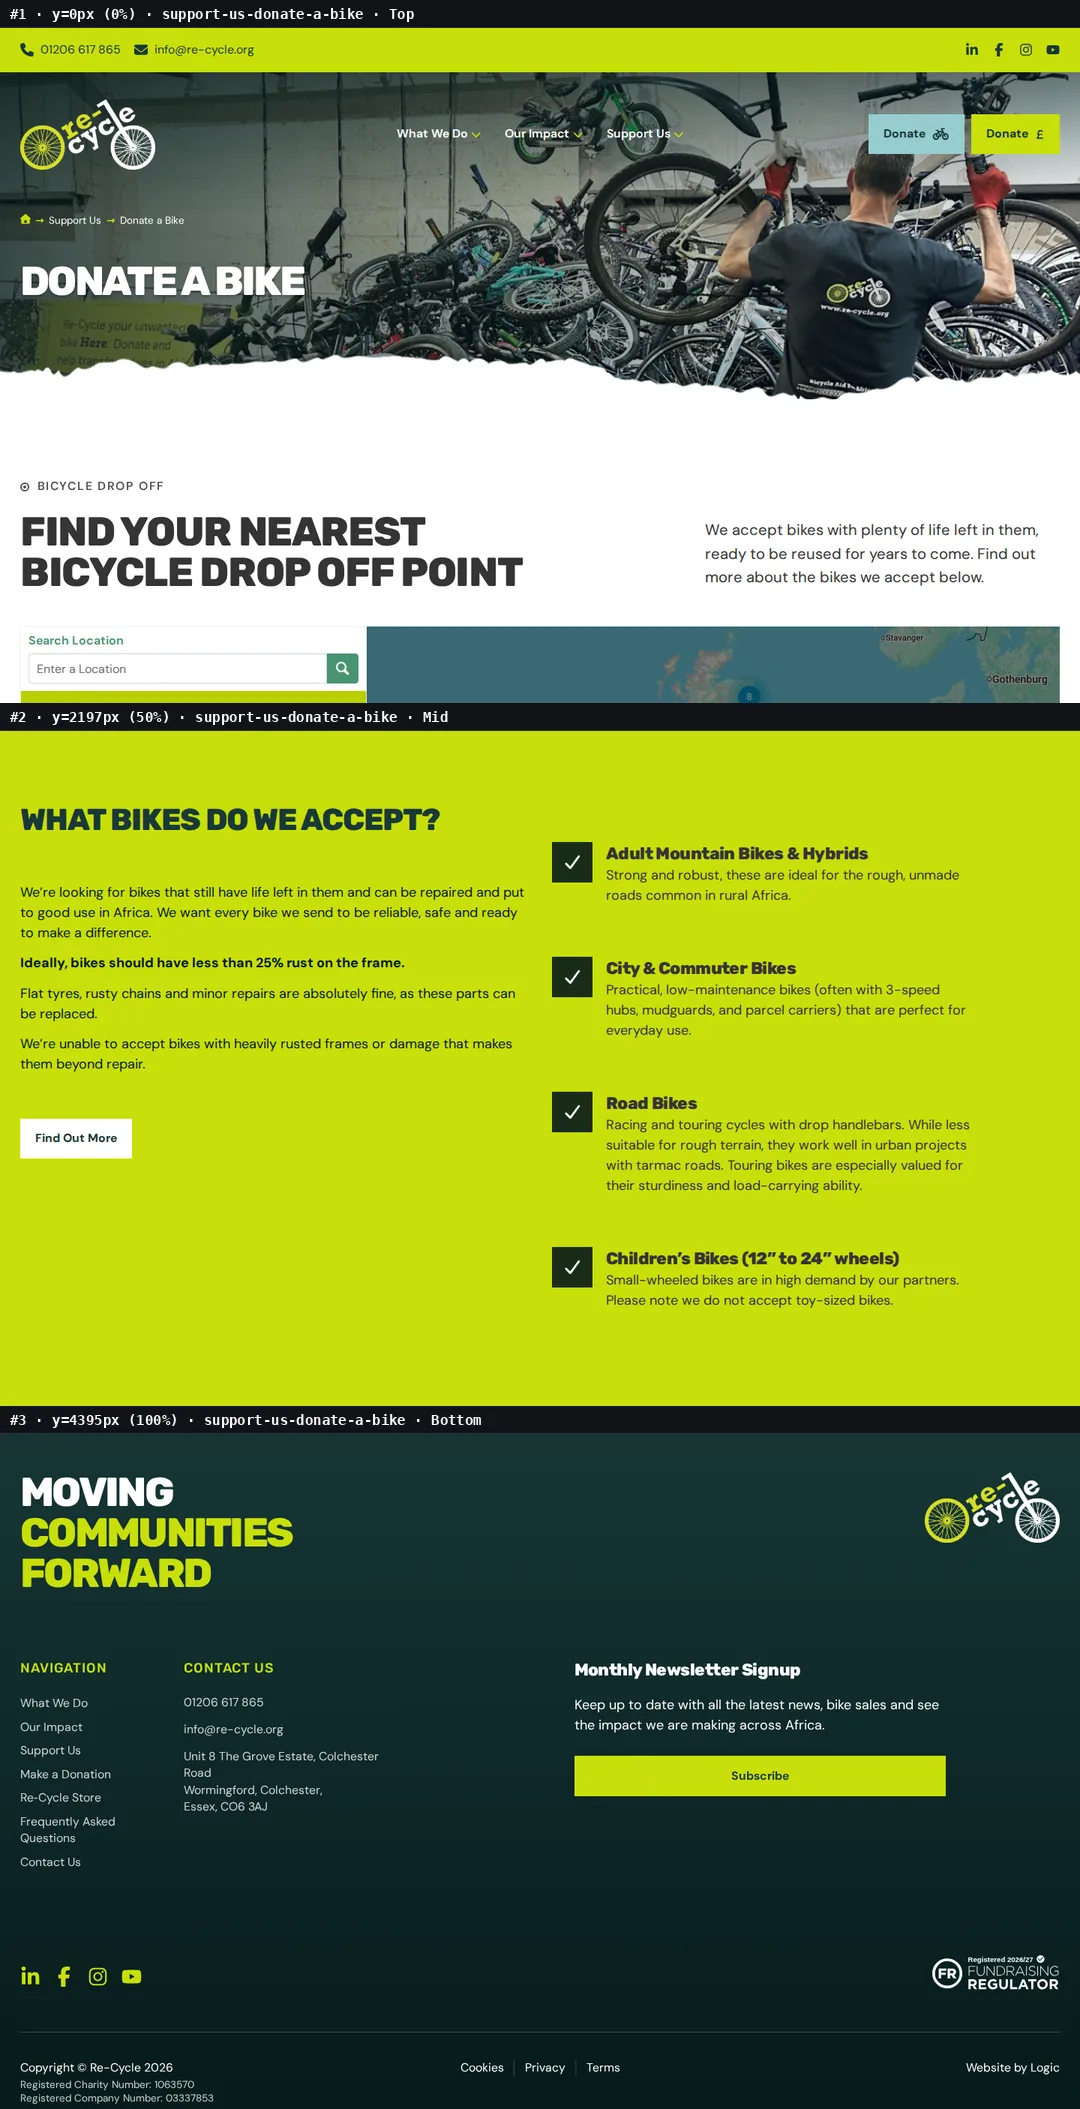 #1 · y=0px (0%) · support-us-donate-a-bike · Top
01206 617 865
info@re-cycle.org
re-cycle
What We Do
Our Impact
Support Us
Donate
Donate £
Support Us → Donate a Bike
DONATE A BIKE
Re-Cycle your unwanted
bike Here. Donate and
help transform lives in
re-cycle
www.re-cycle.org
BICYCLE DROP OFF
FIND YOUR NEAREST
BICYCLE DROP OFF POINT
We accept bikes with plenty of life left in them,
ready to be reused for years to come. Find out
more about the bikes we accept below.
Search Location
Enter a Location
Stavanger
Gothenburg
8
#2 · y=2197px (50%) · support-us-donate-a-bike · Mid
WHAT BIKES DO WE ACCEPT?
We're looking for bikes that still have life left in them and can be repaired and put
to good use in Africa. We want every bike we send to be reliable, safe and ready
to make a difference.
Ideally, bikes should have less than 25% rust on the frame.
Flat tyres, rusty chains and minor repairs are absolutely fine, as these parts can
be replaced.
We're unable to accept bikes with heavily rusted frames or damage that makes
them beyond repair.
Find Out More
Adult Mountain Bikes & Hybrids
Strong and robust, these are ideal for the rough, unmade
roads common in rural Africa.
City & Commuter Bikes
Practical, low-maintenance bikes (often with 3-speed
hubs, mudguards, and parcel carriers) that are perfect for
everyday use.
Road Bikes
Racing and touring cycles with drop handlebars. While less
suitable for rough terrain, they work well in urban projects
with tarmac roads. Touring bikes are especially valued for
their sturdiness and load-carrying ability.
Children's Bikes (12" to 24" wheels)
Small-wheeled bikes are in high demand by our partners.
Please note we do not accept toy-sized bikes.
#3 · y=4395px (100%) · support-us-donate-a-bike · Bottom
MOVING
COMMUNITIES
FORWARD
re-cycle
NAVIGATION
What We Do
Our Impact
Support Us
Make a Donation
Re-Cycle Store
Frequently Asked
Questions
Contact Us
CONTACT US
01206 617 865
info@re-cycle.org
Unit 8 The Grove Estate, Colchester
Road
Wormingford, Colchester,
Essex, CO6 3AJ
Monthly Newsletter Signup
Keep up to date with all the latest news, bike sales and see
the impact we are making across Africa.
Subscribe
Registered 2026/27
FR FUNDRAISING
REGULATOR
Copyright © Re-Cycle 2026
Registered Charity Number: 1063570
Registered Company Number: 03337853
Cookies
Privacy
Terms
Website by Logic